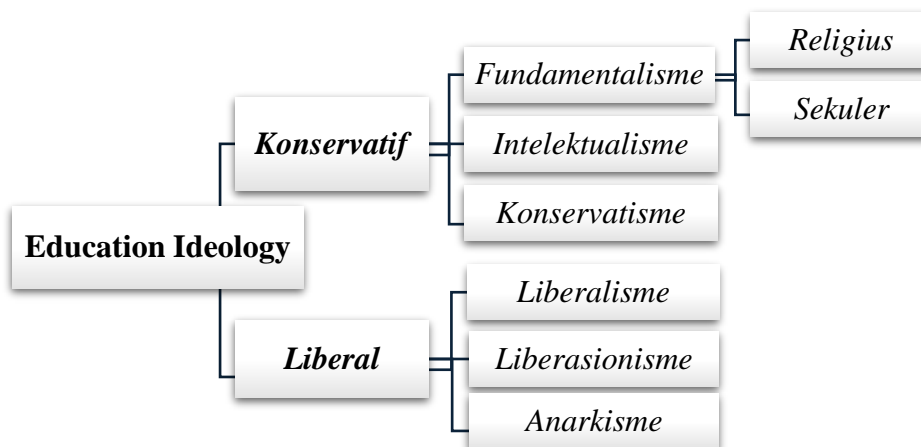 Education Ideology
Konservatif
Fundamentalisme
Religius
Sekuler
Intelektualisme
Konservatisme
Liberal
Liberalisme
Liberasionisme
Anarkisme